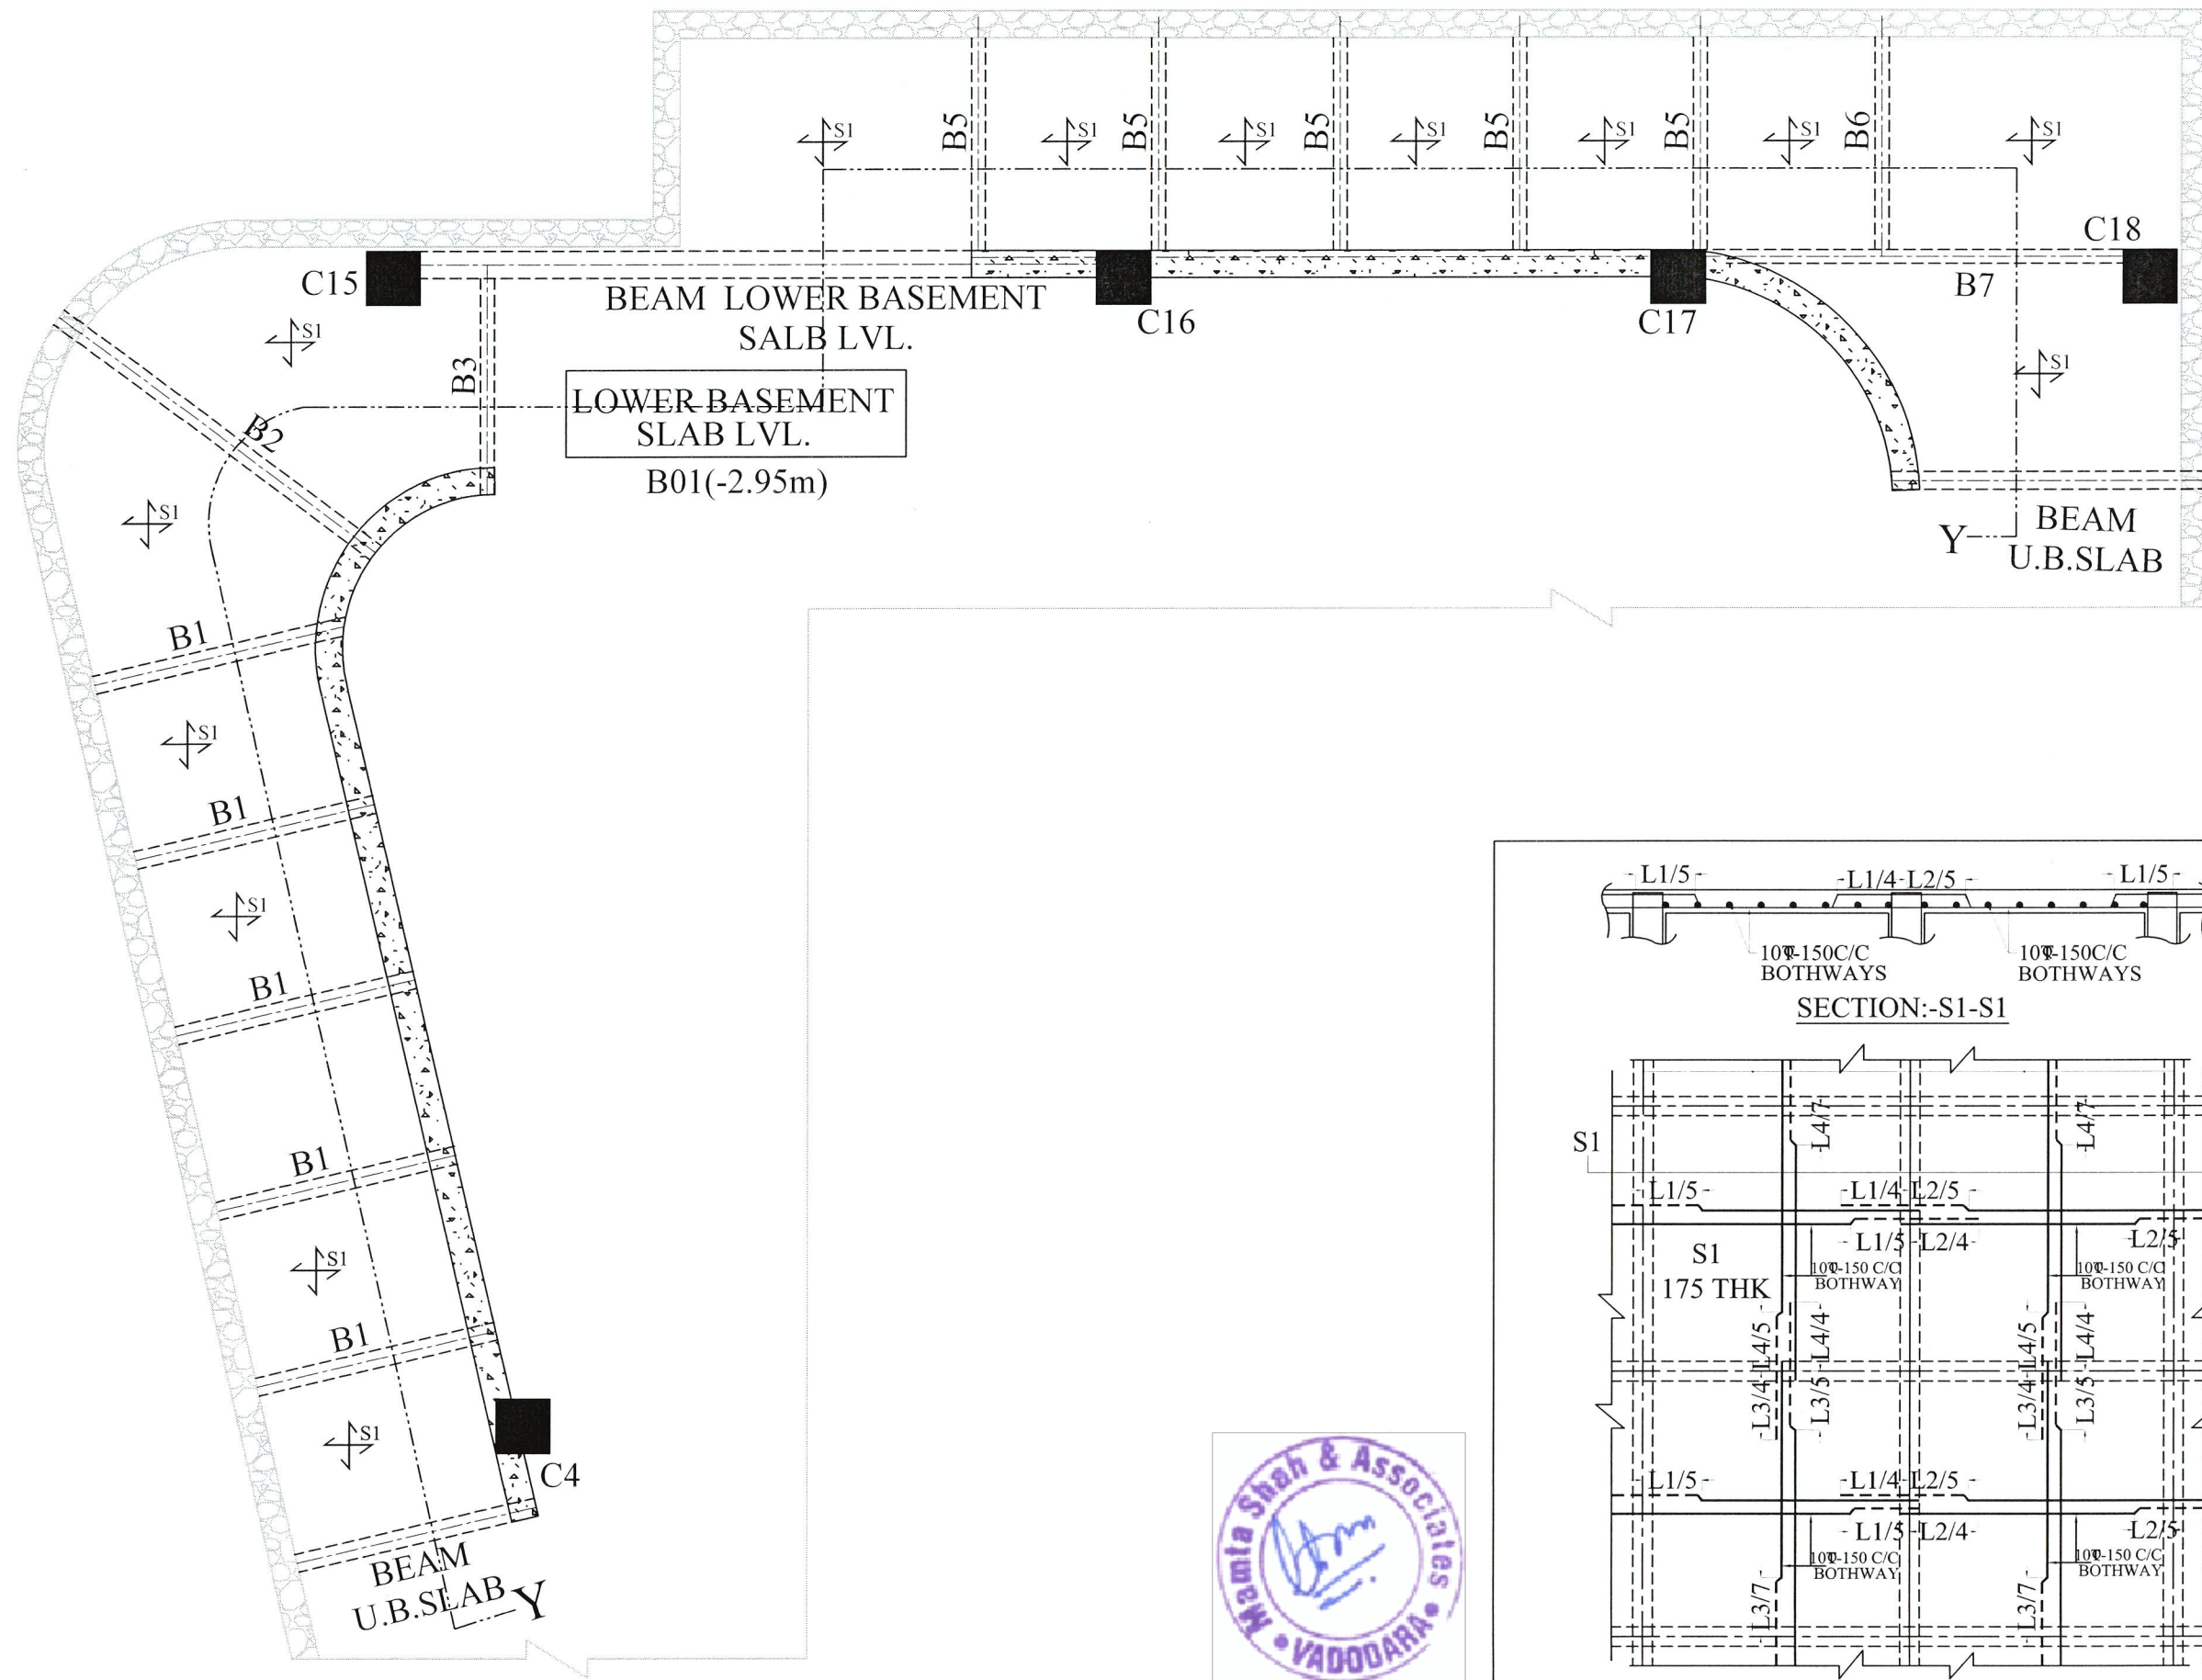 B5
B5
B5
B5
B5
B6
S1
S1
S1
S1
S1
S1
S1
C15
C16
C17
C18
B7
BEAM LOWER BASEMENT
SALB LVL.
LOWER BASEMENT
SLAB LVL.
B01(-2.95m)
B3
S1
B2
S1
S1
Y
BEAM
U.B.SLAB
B1
S1
B1
S1
B1
B1
S1
B1
S1
C4
BEAM
U.B.SLAB
Y
Mamta Shah & Associates
VADODARA
L1/5
L1/4 L2/5
L1/5
10Ꚍ-150C/C
BOTHWAYS
10Ꚍ-150C/C
BOTHWAYS
SECTION:-S1-S1
L4/7
L4/7
S1
L1/5
L1/4 L2/5
L1/5 L2/4
L2/5
S1
175 THK
10Ꚍ-150 C/C
BOTHWAY
10Ꚍ-150 C/C
BOTHWAY
L3/4 L4/5
L3/5 L4/4
L3/4 L4/5
L3/5 L4/4
L1/5
L1/4 L2/5
L1/5 L2/4
L2/5
10Ꚍ-150 C/C
BOTHWAY
10Ꚍ-150 C/C
BOTHWAY
L3/7
L3/7